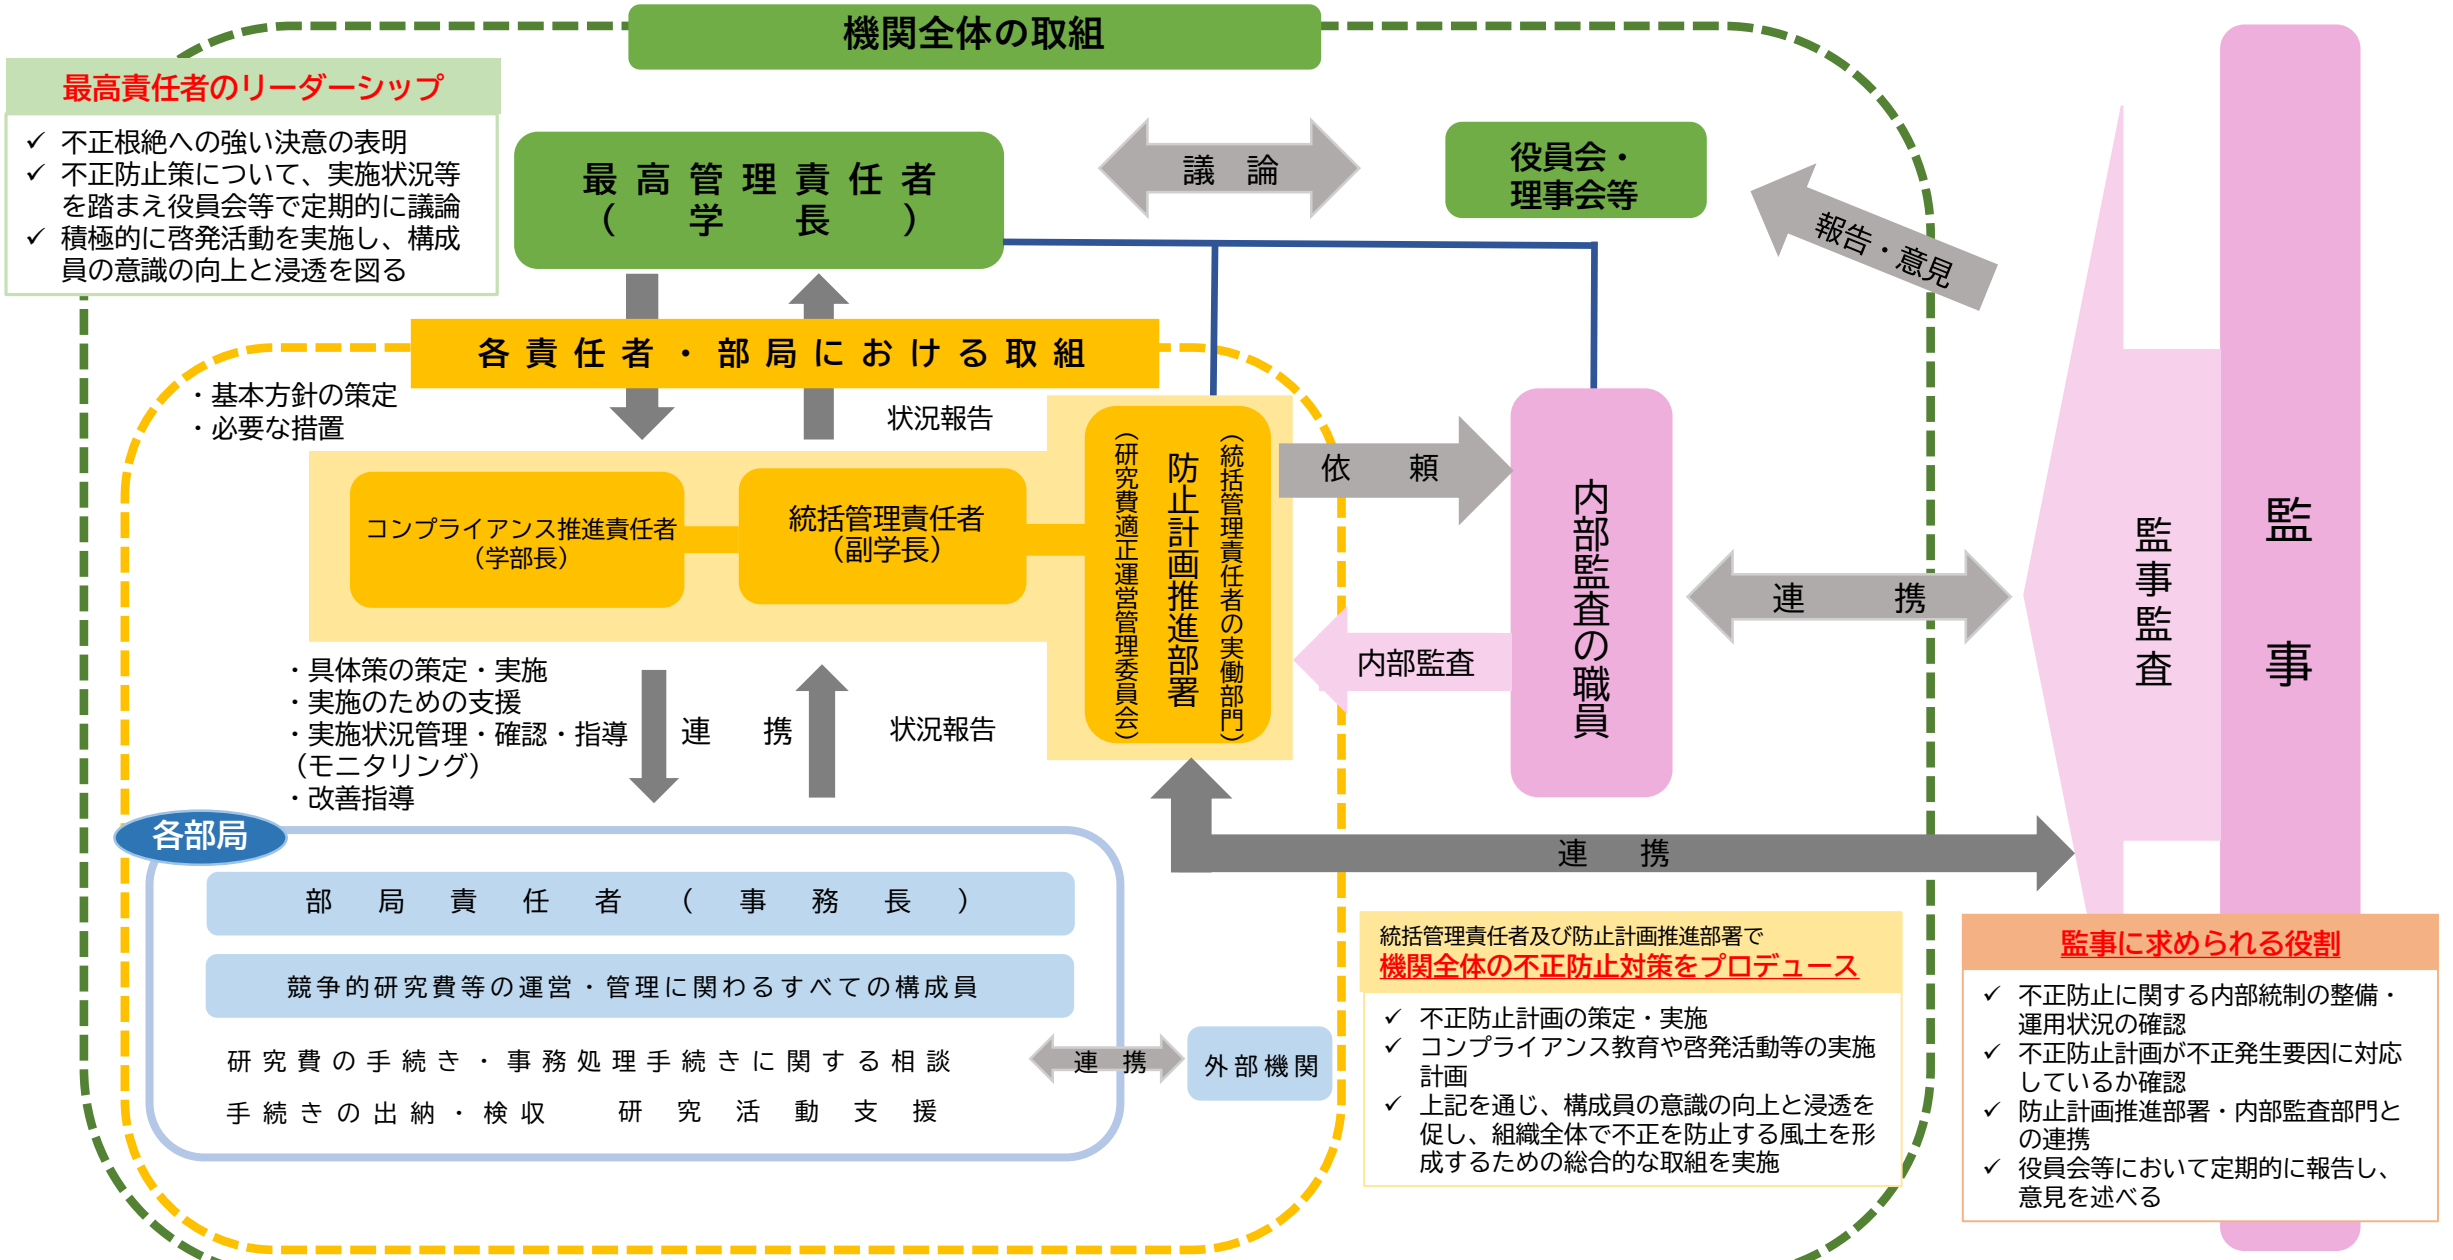 機関全体の取組
最高責任者のリーダーシップ
✓ 不正根絶への強い決意の表明
✓ 不正防止策について、実施状況等
を踏まえ役員会等で定期的に議論
✓ 積極的に啓発活動を実施し、構成
員の意識の向上と浸透を図る
最高管理責任者
（学長）
議 論
役員会・
理事会等
報告・意見
各責任者・部局における取組
・基本方針の策定
・必要な措置
状況報告
コンプライアンス推進責任者
（学部長）
統括管理責任者
（副学長）
（統括管理責任者の実働部門）
防止計画推進部署
（研究費適正運営管理委員会）
依 頼
内部監査
内部監査の職員
連 携
監事監査
監 事
・具体策の策定・実施
・実施のための支援
・実施状況管理・確認・指導
（モニタリング）
・改善指導
連 携
状況報告
連 携
各部局
部局責任者（事務長）
競争的研究費等の運営・管理に関わるすべての構成員
研究費の手続き・事務処理手続きに関する相談
手続きの出納・検収 研究活動支援
連 携
外部機関
統括管理責任者及び防止計画推進部署で
機関全体の不正防止対策をプロデュース
✓ 不正防止計画の策定・実施
✓ コンプライアンス教育や啓発活動等の実施
計画
✓ 上記を通じ、構成員の意識の向上と浸透を
促し、組織全体で不正を防止する風土を形
成するための総合的な取組を実施
監事に求められる役割
✓ 不正防止に関する内部統制の整備・
運用状況の確認
✓ 不正防止計画が不正発生要因に対応
しているか確認
✓ 防止計画推進部署・内部監査部門と
の連携
✓ 役員会等において定期的に報告し、
意見を述べる